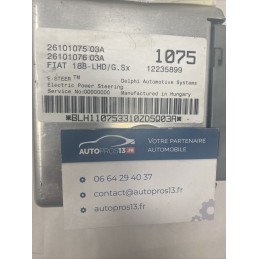 26101075 03A
26101076 03A
FIAT 188-LHD/G.Sx
1075
12235899
E-STEER™
Electric Power Steering
Service No:00000000
Delphi Automotive Systems
Manufactured in Hungary
*BLH1107533102D5Q03A*
AUTOPROS13.FR
VOTRE PARTENAIRE
AUTOMOBILE
06 64 29 40 37
contact@autopros13.fr
autopros13.fr